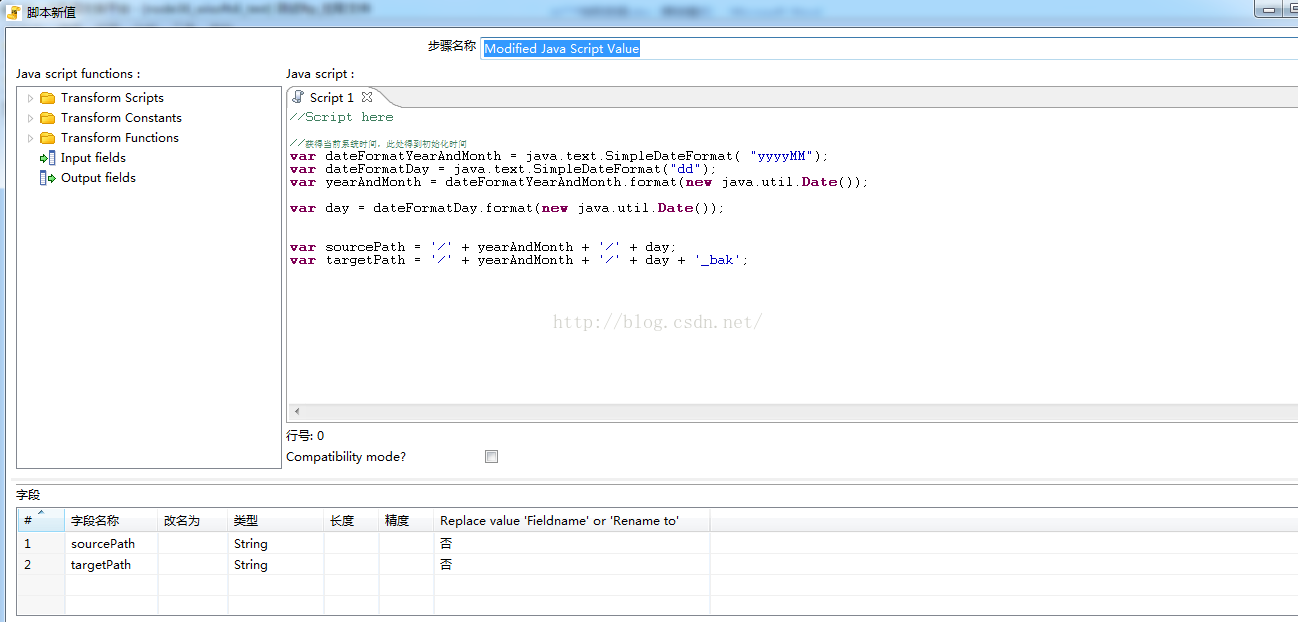 脚本新值
步骤名称 Modified Java Script Value
Java script functions :
Java script :
Transform Scripts
Transform Constants
Transform Functions
Input fields
Output fields
Script 1
//Script here
//获得当前系统时间，此处得到初始化时间
var dateFormatYearAndMonth = java.text.SimpleDateFormat( "yyyyMM");
var dateFormatDay = java.text.SimpleDateFormat("dd");
var yearAndMonth = dateFormatYearAndMonth.format(new java.util.Date());
var day = dateFormatDay.format(new java.util.Date());
var sourcePath = '/' + yearAndMonth + '/' + day;
var targetPath = '/' + yearAndMonth + '/' + day + '_bak';
http://blog.csdn.net/
行号: 0
Compatibility mode?
字段
# 字段名称 改名为 类型 长度 精度 Replace value 'Fieldname' or 'Rename to'
1 sourcePath String 否
2 targetPath String 否